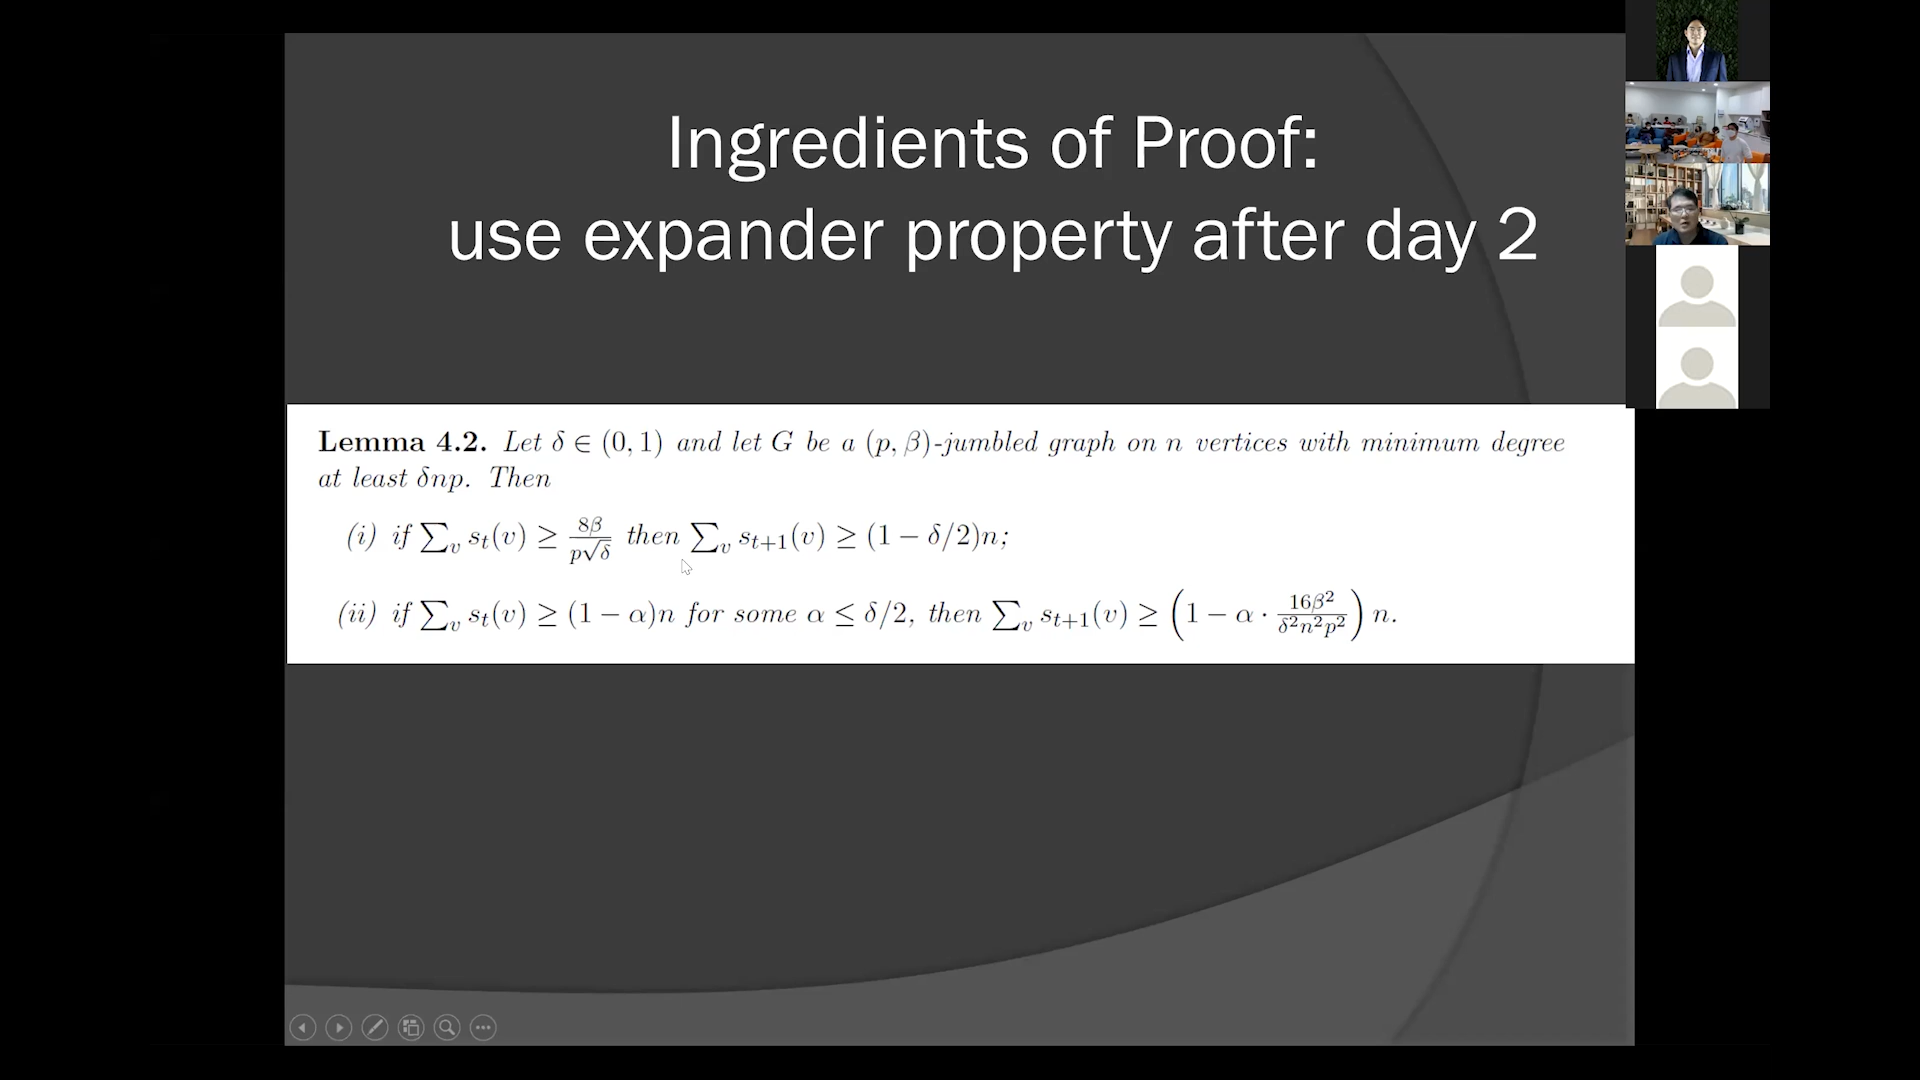 Ingredients of Proof:
use expander property after day 2
Lemma 4.2. Let δ ∈ (0, 1) and let G be a (p, β)-jumbled graph on n vertices with minimum degree
at least δnp. Then
(i) if ∑_v s_t(v) ≥ 8β/(p√δ) then ∑_v s_{t+1}(v) ≥ (1 − δ/2)n;
(ii) if ∑_v s_t(v) ≥ (1 − α)n for some α ≤ δ/2, then ∑_v s_{t+1}(v) ≥ (1 − α · 16β²/(δ²n²p²)) n.